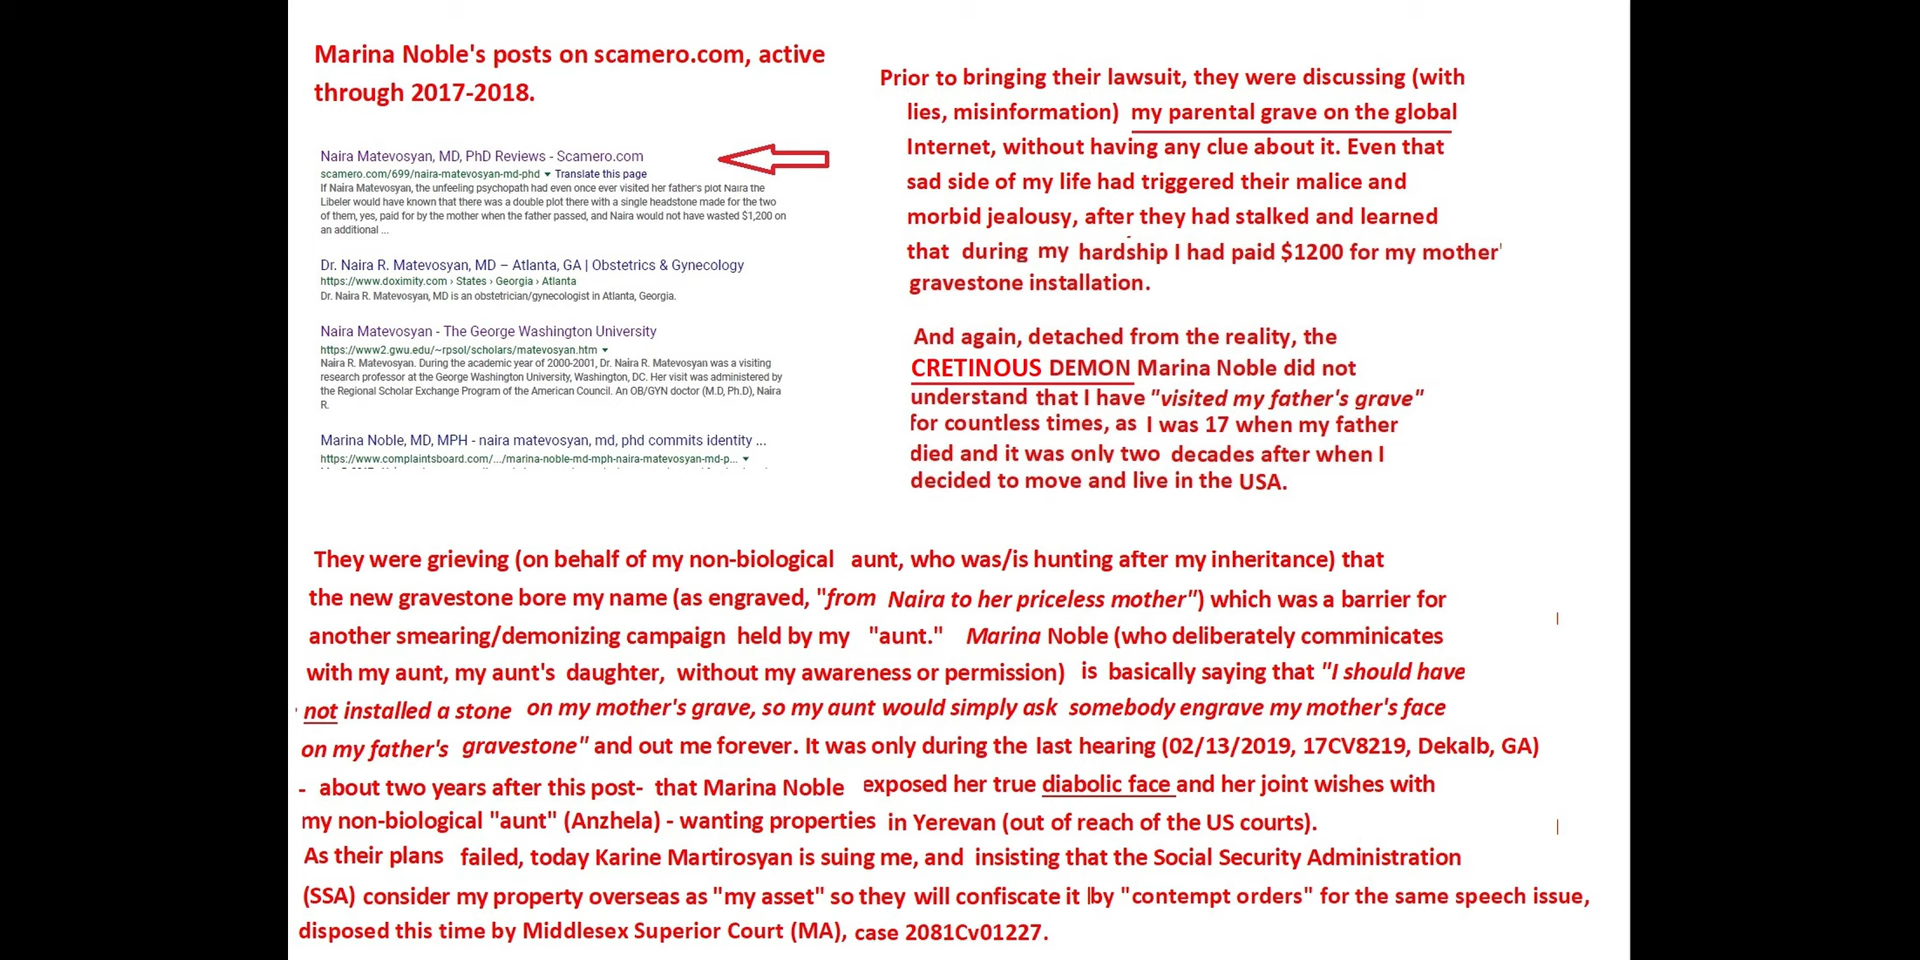 Marina Noble's posts on scamero.com, active
through 2017-2018.
Naira Matevosyan, MD, PhD Reviews - Scamero.com
scamero.com/699/naira-matevosyan-md-phd ▾ Translate this page
If Naira Matevosyan, the unfeeling psychopath had even once ever visited her father's plot Naira the
Libeler would have known that there was a double plot there with a single headstone made for the two
of them, yes, paid for by the mother when the father passed, and Naira would not have wasted $1,200 on
an additional ...
Dr. Naira R. Matevosyan, MD – Atlanta, GA | Obstetrics & Gynecology
https://www.doximity.com › States › Georgia › Atlanta
Dr. Naira R. Matevosyan, MD is an obstetrician/gynecologist in Atlanta, Georgia.
Naira Matevosyan - The George Washington University
https://www2.gwu.edu/~rpsol/scholars/matevosyan.htm ▾
Naira R. Matevosyan. During the academic year of 2000-2001, Dr. Naira R. Matevosyan was a visiting
research professor at the George Washington University, Washington, DC. Her visit was administered by
the Regional Scholar Exchange Program of the American Council. An OB/GYN doctor (M.D, Ph.D), Naira
R.
Marina Noble, MD, MPH - naira matevosyan, md, phd commits identity ...
https://www.complaintsboard.com/.../marina-noble-md-mph-naira-matevosyan-md-p... ▾
Prior to bringing their lawsuit, they were discussing (with
lies, misinformation) my parental grave on the global
Internet, without having any clue about it. Even that
sad side of my life had triggered their malice and
morbid jealousy, after they had stalked and learned
that during my hardship I had paid $1200 for my mother'
gravestone installation.
And again, detached from the reality, the
CRETINOUS DEMON Marina Noble did not
understand that I have "visited my father's grave"
for countless times, as I was 17 when my father
died and it was only two decades after when I
decided to move and live in the USA.
They were grieving (on behalf of my non-biological aunt, who was/is hunting after my inheritance) that
the new gravestone bore my name (as engraved, "from Naira to her priceless mother") which was a barrier for
another smearing/demonizing campaign held by my "aunt." Marina Noble (who deliberately comminicates
with my aunt, my aunt's daughter, without my awareness or permission) is basically saying that "I should have
not installed a stone on my mother's grave, so my aunt would simply ask somebody engrave my mother's face
on my father's gravestone" and out me forever. It was only during the last hearing (02/13/2019, 17CV8219, Dekalb, GA)
- about two years after this post- that Marina Noble exposed her true diabolic face and her joint wishes with
my non-biological "aunt" (Anzhela) - wanting properties in Yerevan (out of reach of the US courts).
As their plans failed, today Karine Martirosyan is suing me, and insisting that the Social Security Administration
(SSA) consider my property overseas as "my asset" so they will confiscate it by "contempt orders" for the same speech issue,
disposed this time by Middlesex Superior Court (MA), case 2081Cv01227.